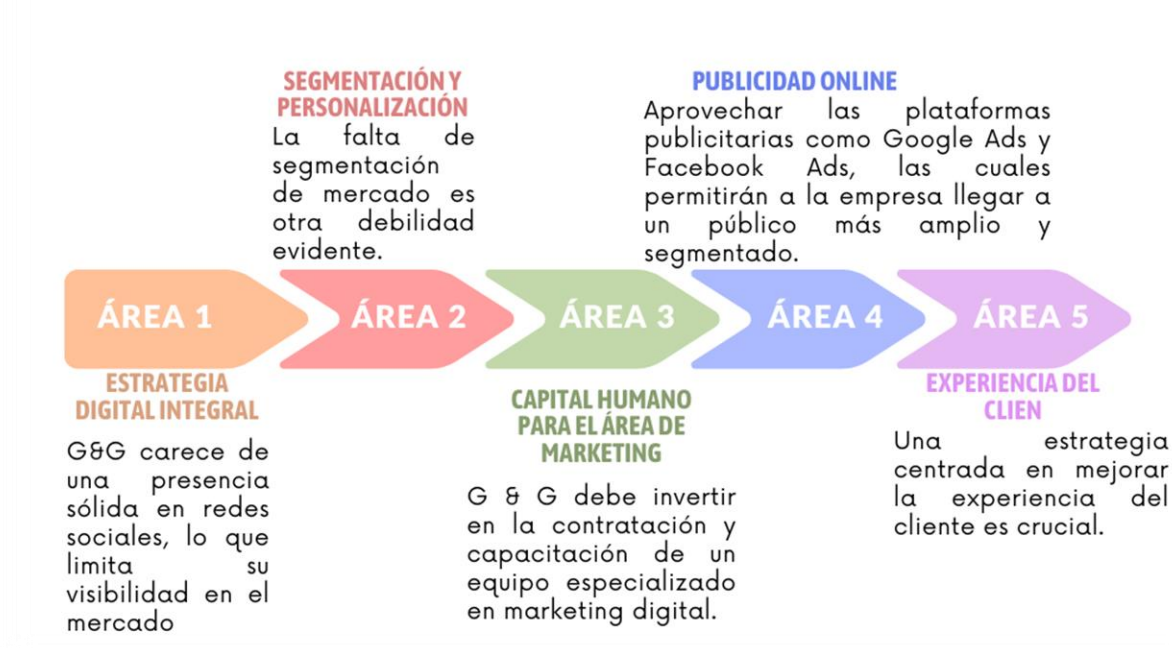 SEGMENTACIÓN Y
PERSONALIZACIÓN
La falta de
segmentación
de mercado es
otra debilidad
evidente.
PUBLICIDAD ONLINE
Aprovechar las plataformas
publicitarias como Google Ads y
Facebook Ads, las cuales
permitirán a la empresa llegar a
un público más amplio y
segmentado.
ÁREA 1
ÁREA 2
ÁREA 3
ÁREA 4
ÁREA 5
ESTRATEGIA
DIGITAL INTEGRAL
G&G carece de
una presencia
sólida en redes
sociales, lo que
limita su
visibilidad en el
mercado
CAPITAL HUMANO
PARA EL ÁREA DE
MARKETING
G & G debe invertir
en la contratación y
capacitación de un
equipo especializado
en marketing digital.
EXPERIENCIA DEL
CLIEN
Una estrategia
centrada en mejorar
la experiencia del
cliente es crucial.